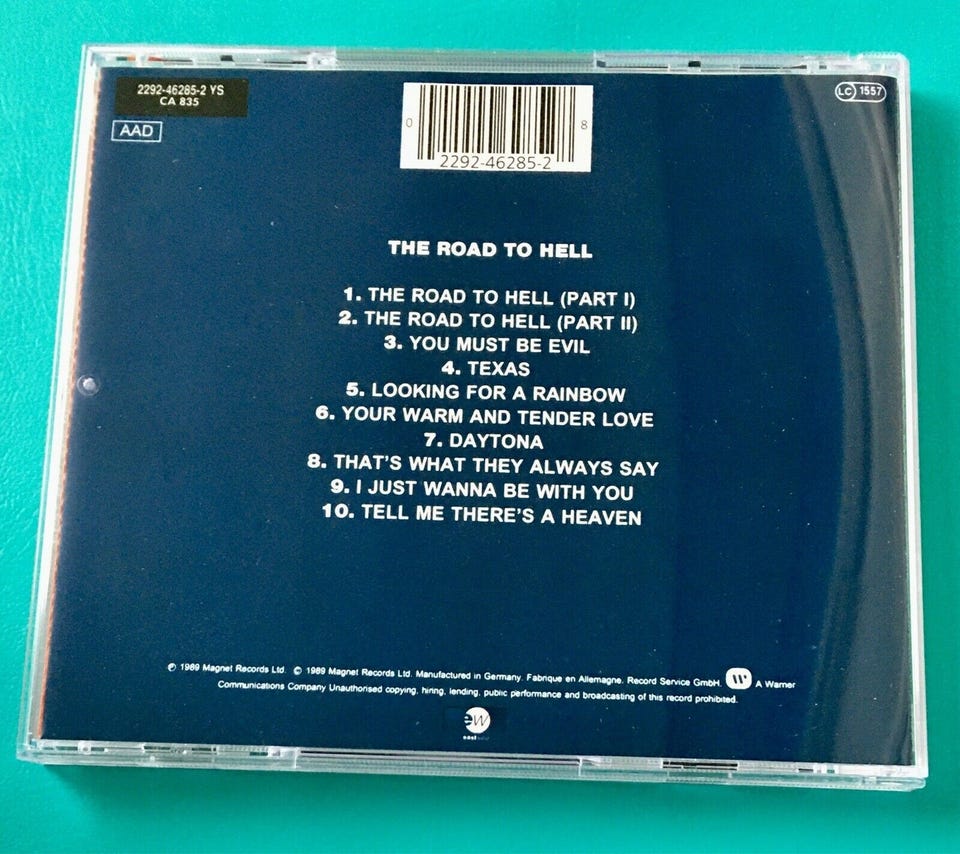 2292-46285-2 YS
CA 835
AAD
0 2292-46285-2 8
LC 1557
THE ROAD TO HELL
1. THE ROAD TO HELL (PART I)
2. THE ROAD TO HELL (PART II)
3. YOU MUST BE EVIL
4. TEXAS
5. LOOKING FOR A RAINBOW
6. YOUR WARM AND TENDER LOVE
7. DAYTONA
8. THAT'S WHAT THEY ALWAYS SAY
9. I JUST WANNA BE WITH YOU
10. TELL ME THERE'S A HEAVEN
℗ 1989 Magnet Records Ltd. © 1989 Magnet Records Ltd. Manufactured in Germany. Fabrique en Allemagne. Record Service GmbH. W A Warner
Communications Company Unauthorised copying, hiring, lending, public performance and broadcasting of this record prohibited.
ew